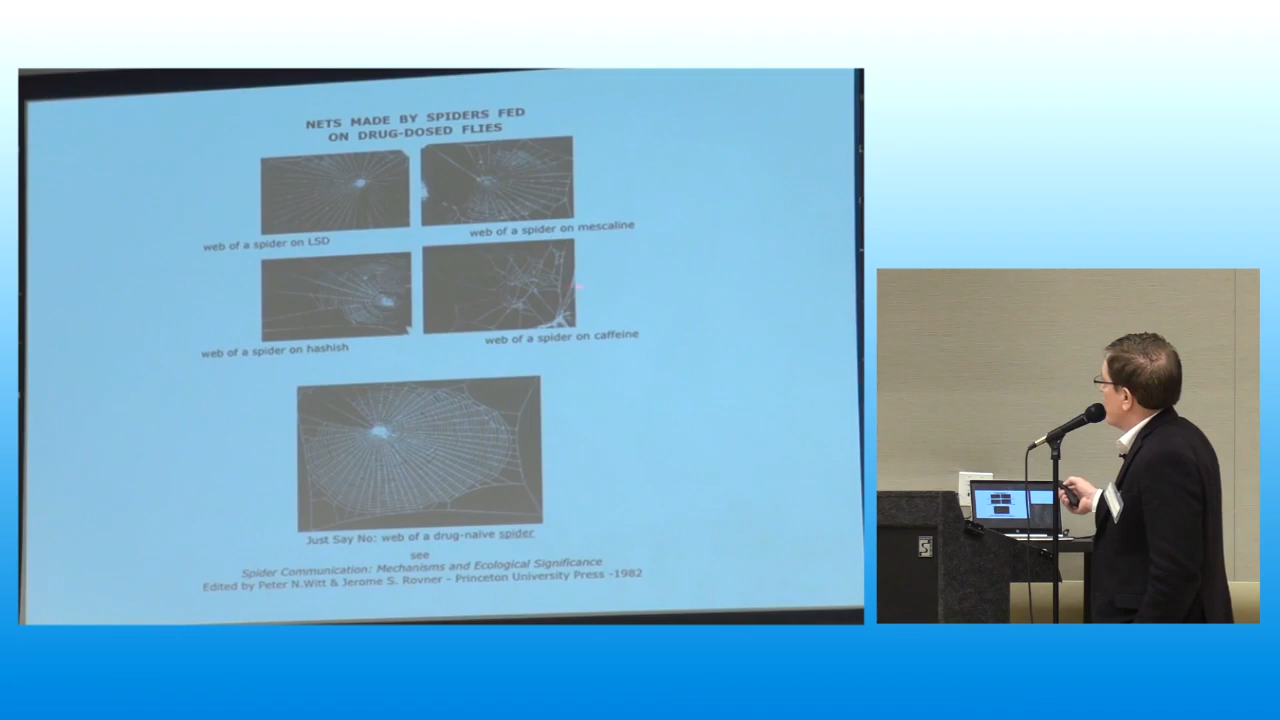 NETS MADE BY SPIDERS FED
ON DRUG-DOSED FLIES
web of a spider on LSD
web of a spider on mescaline
web of a spider on hashish
web of a spider on caffeine
Just Say No: web of a drug-naïve spider
see
Spider Communication: Mechanisms and Ecological Significance
Edited by Peter N.Witt & Jerome S. Rovner – Princeton University Press -1982